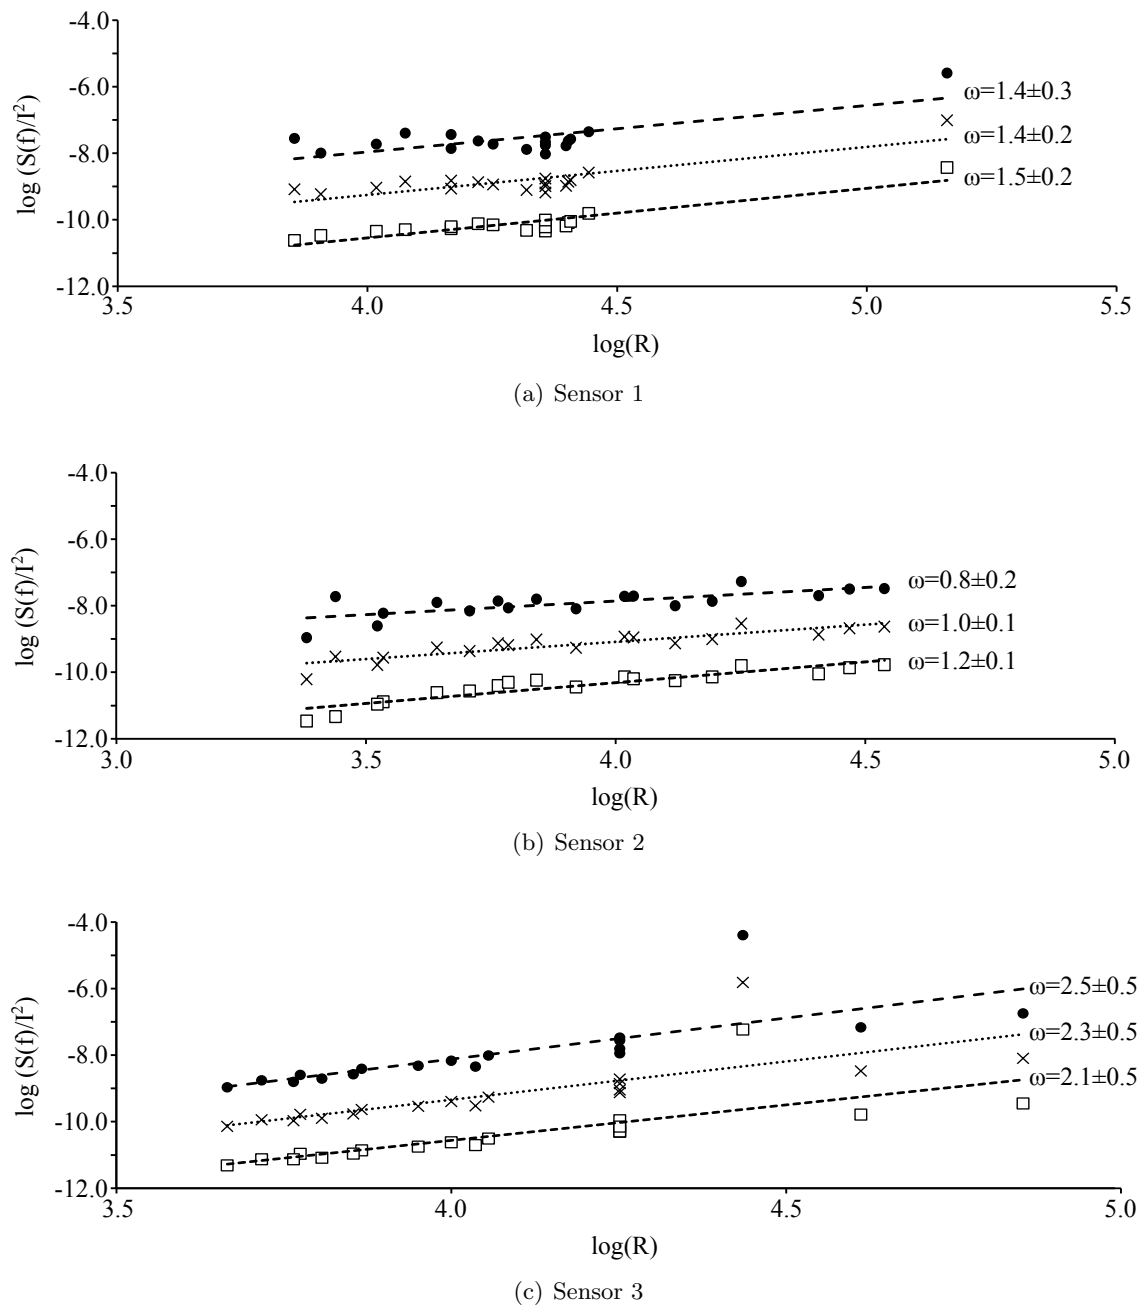 log (S(f)/I²)
-4.0
-6.0
-8.0
-10.0
-12.0
ω=1.4±0.3
ω=1.4±0.2
ω=1.5±0.2
3.5 4.0 4.5 5.0 5.5
log(R)
(a) Sensor 1
log (S(f)/I²)
-4.0
-6.0
-8.0
-10.0
-12.0
ω=0.8±0.2
ω=1.0±0.1
ω=1.2±0.1
3.0 3.5 4.0 4.5 5.0
log(R)
(b) Sensor 2
log (S(f)/I²)
-4.0
-6.0
-8.0
-10.0
-12.0
ω=2.5±0.5
ω=2.3±0.5
ω=2.1±0.5
3.5 4.0 4.5 5.0
log(R)
(c) Sensor 3